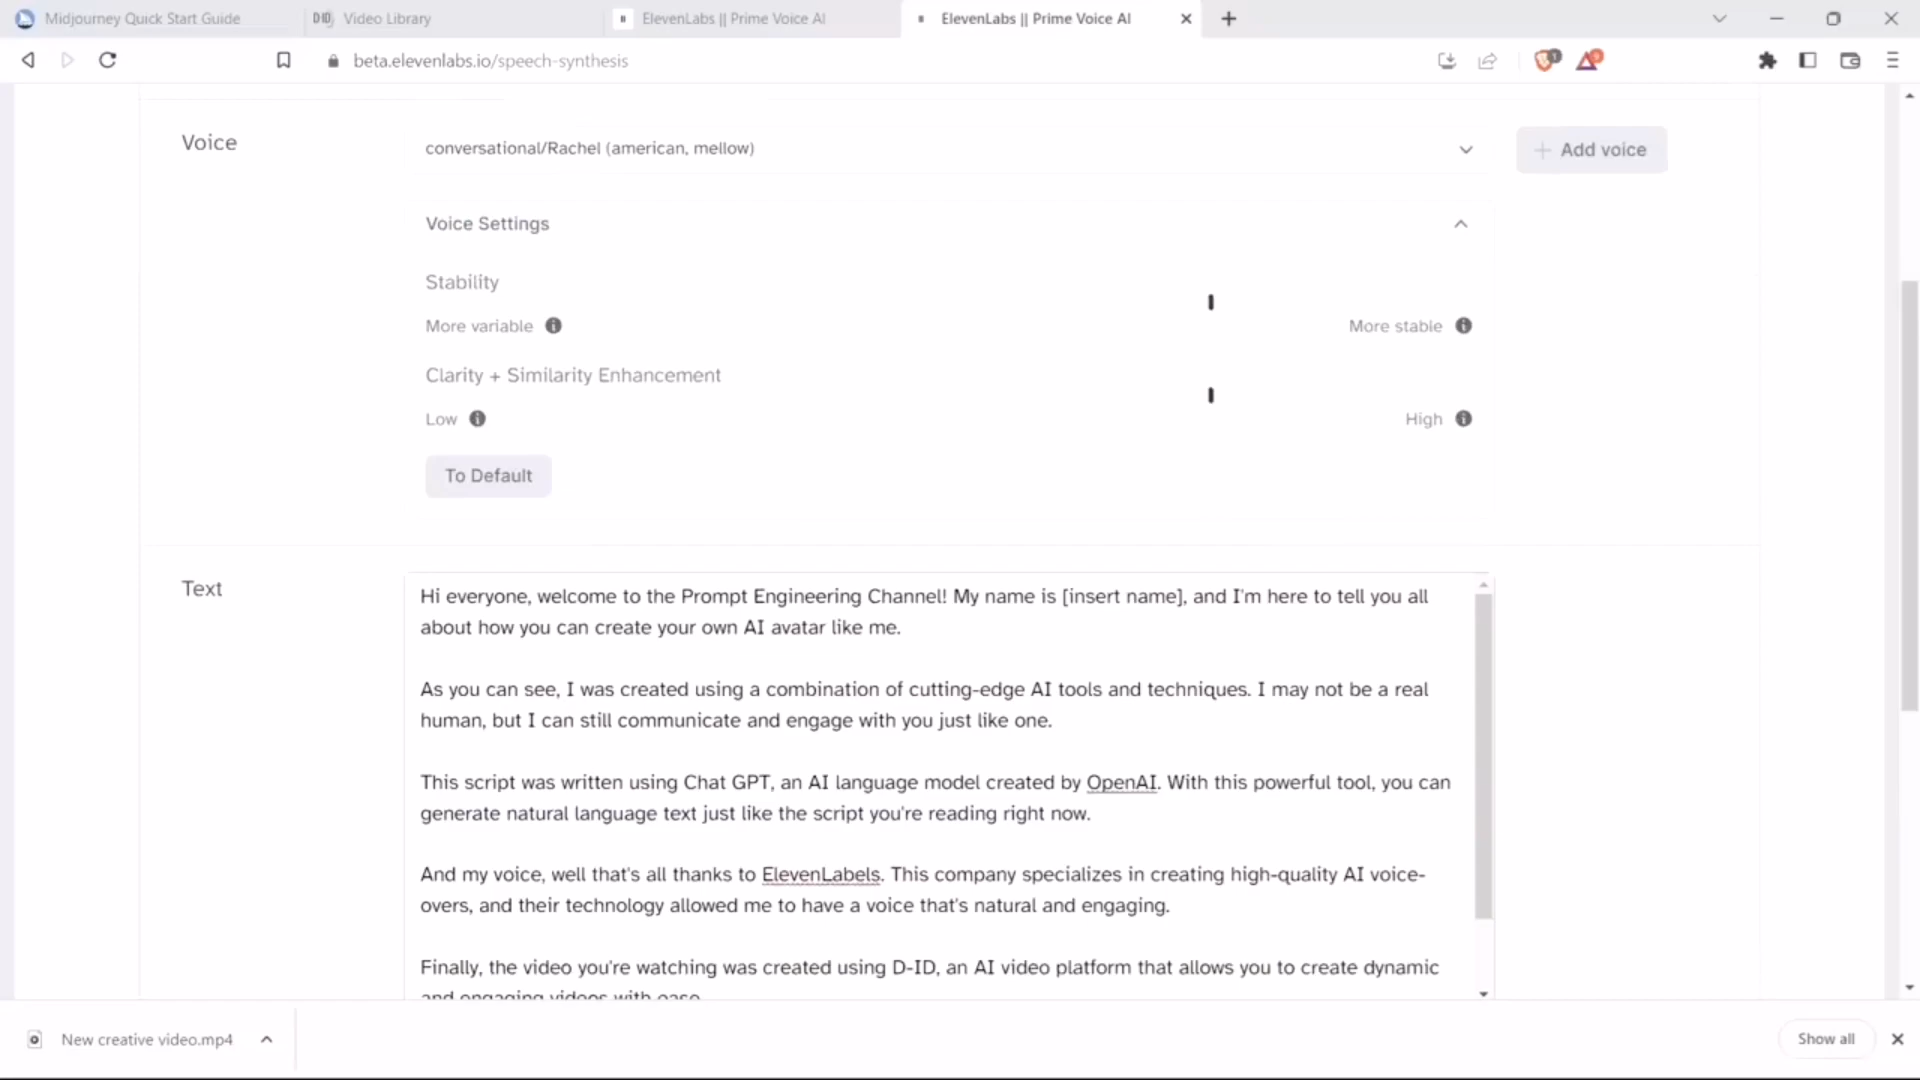 Midjourney Quick Start Guide
D-ID Video Library
ElevenLabs || Prime Voice AI
ElevenLabs || Prime Voice AI
beta.elevenlabs.io/speech-synthesis
Voice
conversational/Rachel (american, mellow)
Add voice
Voice Settings
Stability
More variable
More stable
Clarity + Similarity Enhancement
Low
High
To Default
Text
Hi everyone, welcome to the Prompt Engineering Channel! My name is [insert name], and I'm here to tell you all
about how you can create your own AI avatar like me.
As you can see, I was created using a combination of cutting-edge AI tools and techniques. I may not be a real
human, but I can still communicate and engage with you just like one.
This script was written using Chat GPT, an AI language model created by OpenAI. With this powerful tool, you can
generate natural language text just like the script you're reading right now.
And my voice, well that's all thanks to ElevenLabels. This company specializes in creating high-quality AI voice-
overs, and their technology allowed me to have a voice that's natural and engaging.
Finally, the video you're watching was created using D-ID, an AI video platform that allows you to create dynamic
and engaging videos with ease
New creative video.mp4
Show all